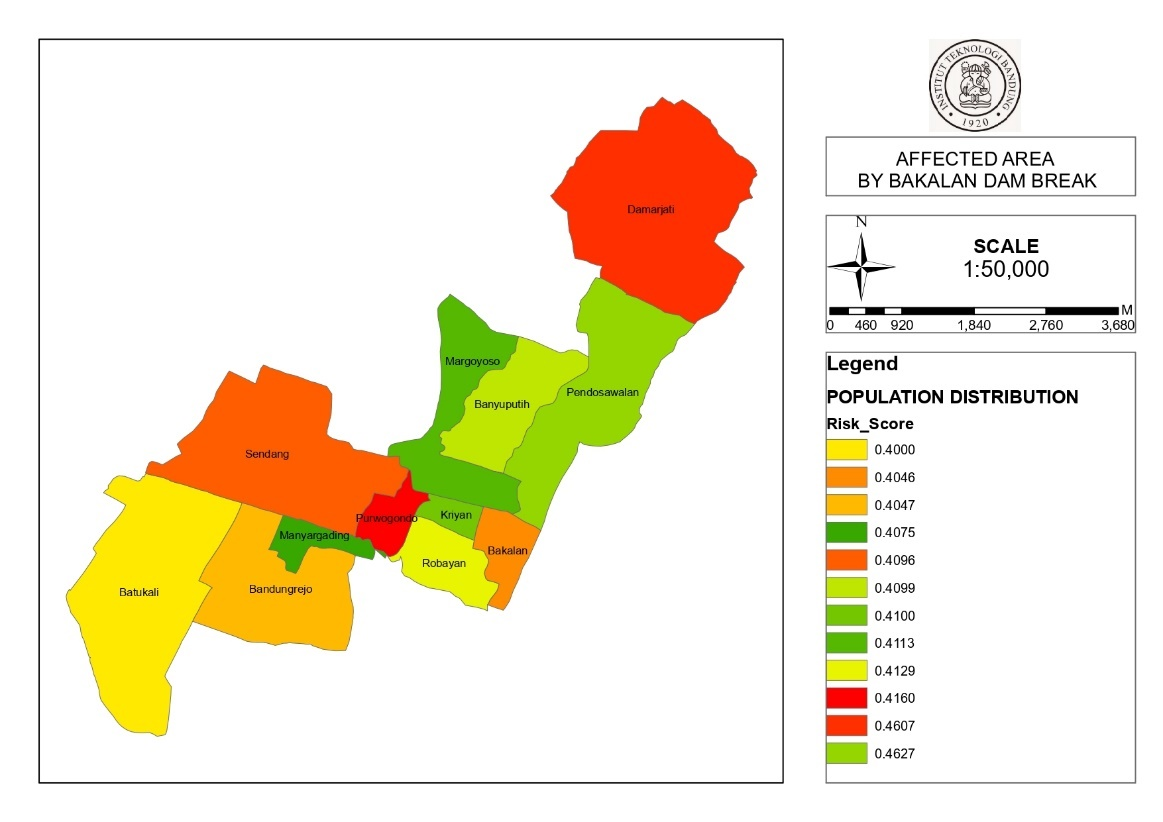 INSTITUT TEKNOLOGI BANDUNG
1920
AFFECTED AREA
BY BAKALAN DAM BREAK
N
SCALE
1:50,000
M
0 460 920 1,840 2,760 3,680
Legend
POPULATION DISTRIBUTION
Risk_Score
0.4000
0.4046
0.4047
0.4075
0.4096
0.4099
0.4100
0.4113
0.4129
0.4160
0.4607
0.4627
Damarjati
Margoyoso
Pendosawalan
Banyuputih
Sendang
Purwogondo
Kriyan
Manyargading
Bakalan
Robayan
Batukali
Bandungrejo